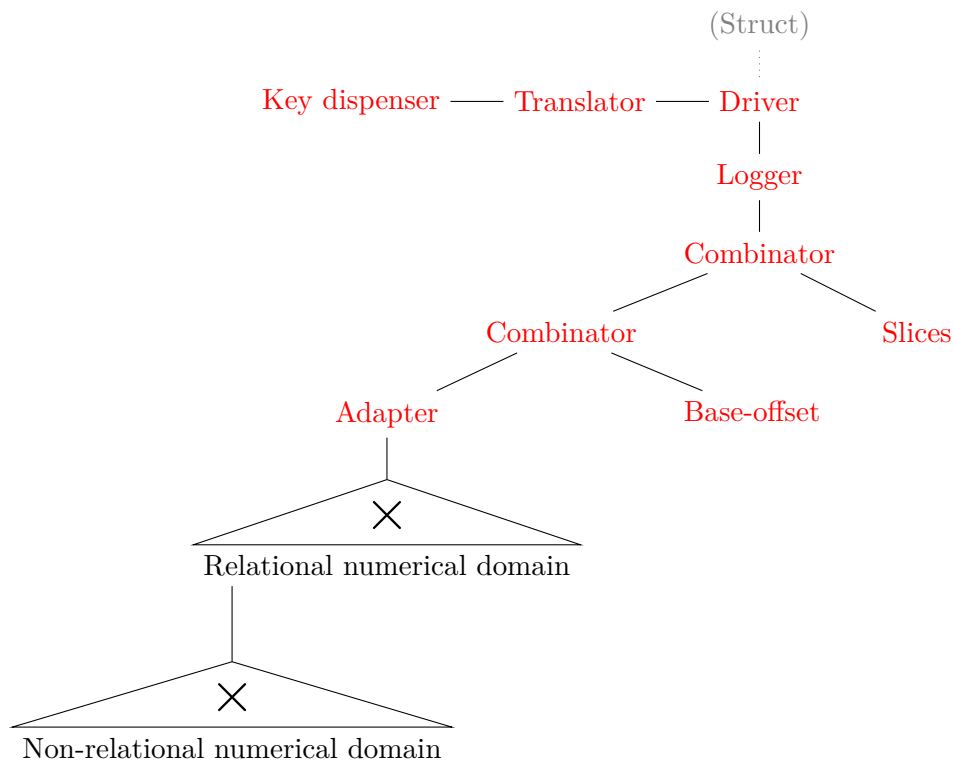 (Struct)
Key dispenser Translator Driver
Logger
Combinator
Combinator Slices
Adapter Base-offset
×
Relational numerical domain
×
Non-relational numerical domain